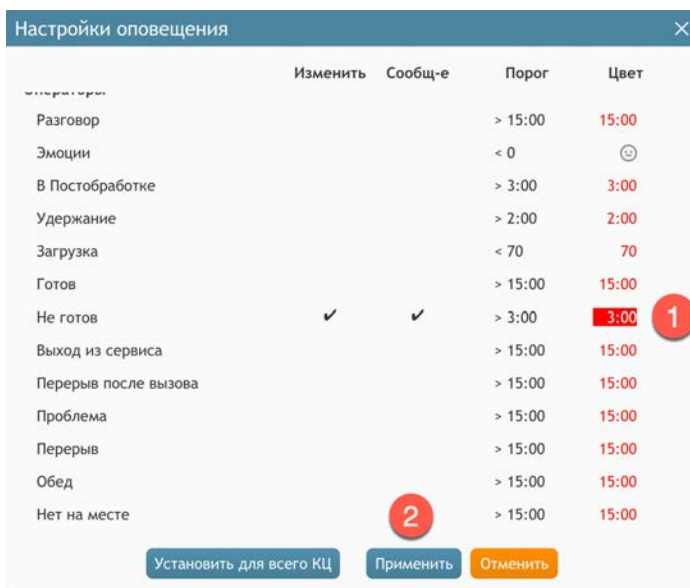 Настройки оповещения
Изменить Сообщ-е Порог Цвет
Операторы
Разговор > 15:00 15:00
Эмоции < 0
В Постобработке > 3:00 3:00
Удержание > 2:00 2:00
Загрузка < 70 70
Готов > 15:00 15:00
Не готов ✔ ✔ > 3:00 3:00 1
Выход из сервиса > 15:00 15:00
Перерыв после вызова > 15:00 15:00
Проблема > 15:00 15:00
Перерыв > 15:00 15:00
Обед > 15:00 15:00
Нет на месте 2 > 15:00 15:00
Установить для всего КЦ Применить Отменить